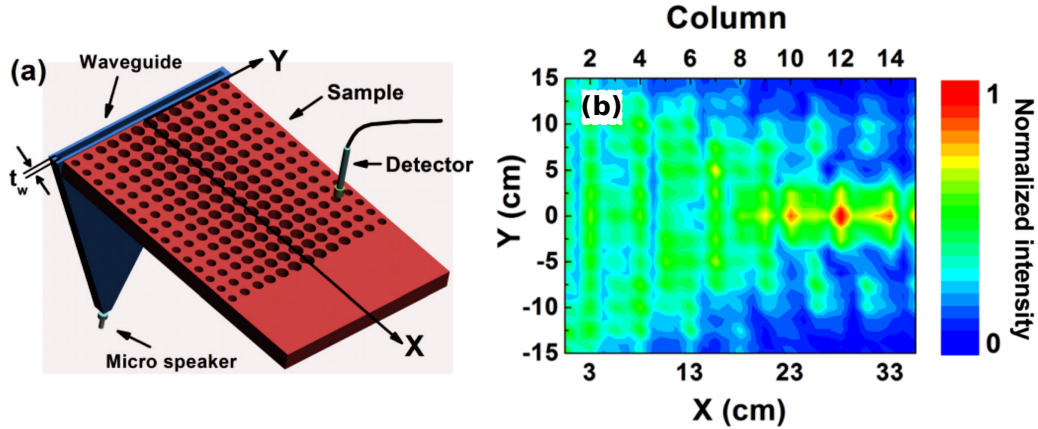 (a)
Waveguide
Y
Sample
Detector
t_w
Micro speaker
X
Column
2 4 6 8 10 12 14
(b)
15
10
5
0
-5
-10
-15
Y (cm)
3 13 23 33
X (cm)
1
0
Normalized intensity